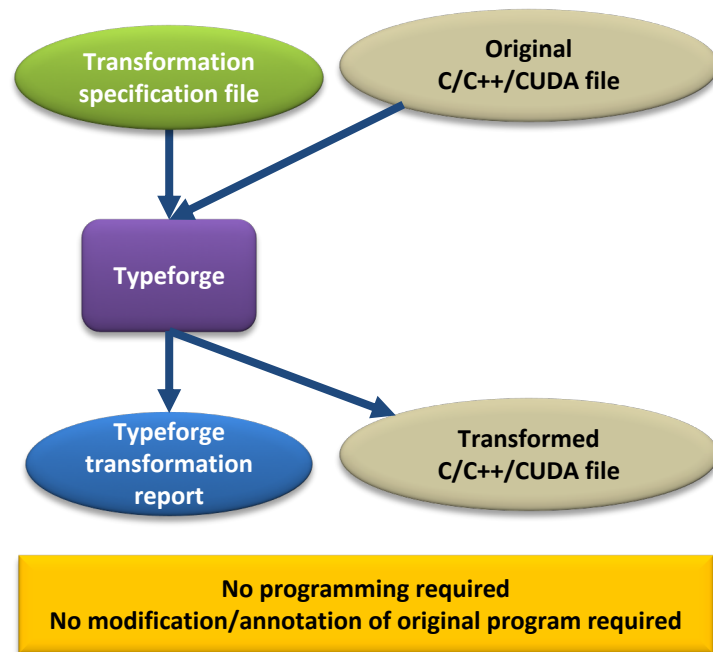 Transformation
specification file
Original
C/C++/CUDA file
Typeforge
Typeforge
transformation
report
Transformed
C/C++/CUDA file
No programming required
No modification/annotation of original program required